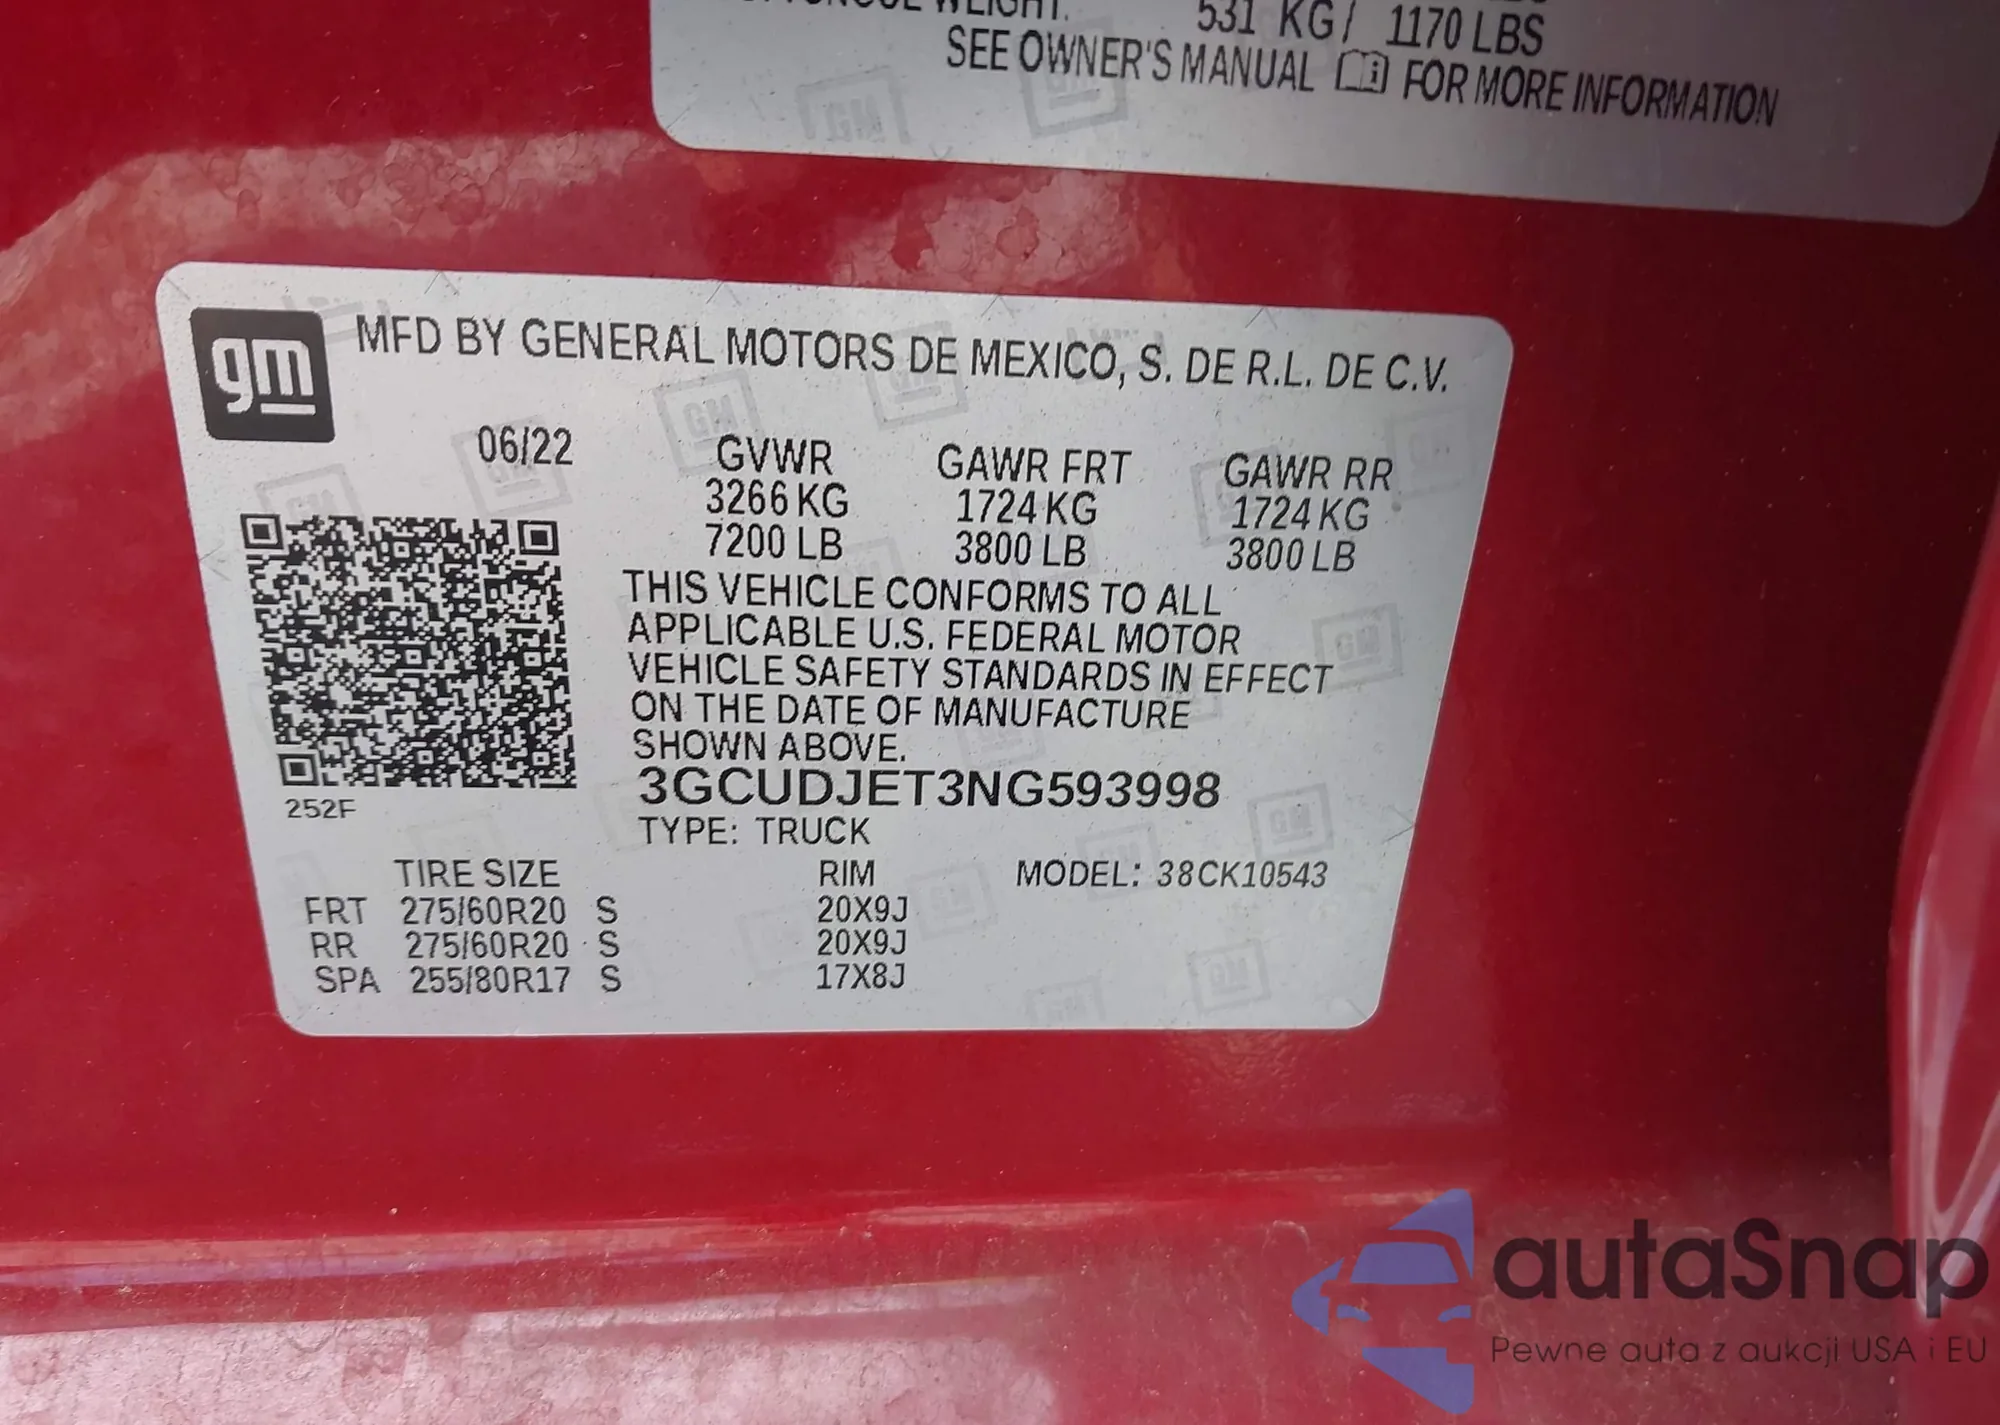 TONGUE WEIGHT: 531 KG / 1170 LBS
SEE OWNER'S MANUAL FOR MORE INFORMATION
gm
MFD BY GENERAL MOTORS DE MEXICO, S. DE R.L. DE C.V.
06/22 GVWR GAWR FRT GAWR RR
3266 KG 1724 KG 1724 KG
7200 LB 3800 LB 3800 LB
THIS VEHICLE CONFORMS TO ALL
APPLICABLE U.S. FEDERAL MOTOR
VEHICLE SAFETY STANDARDS IN EFFECT
ON THE DATE OF MANUFACTURE
SHOWN ABOVE.
3GCUDJET3NG593998
252F
TYPE: TRUCK
TIRE SIZE RIM MODEL: 38CK10543
FRT 275/60R20 S 20X9J
RR 275/60R20 S 20X9J
SPA 255/80R17 S 17X8J
autaSnap
Pewne auta z aukcji USA i EU